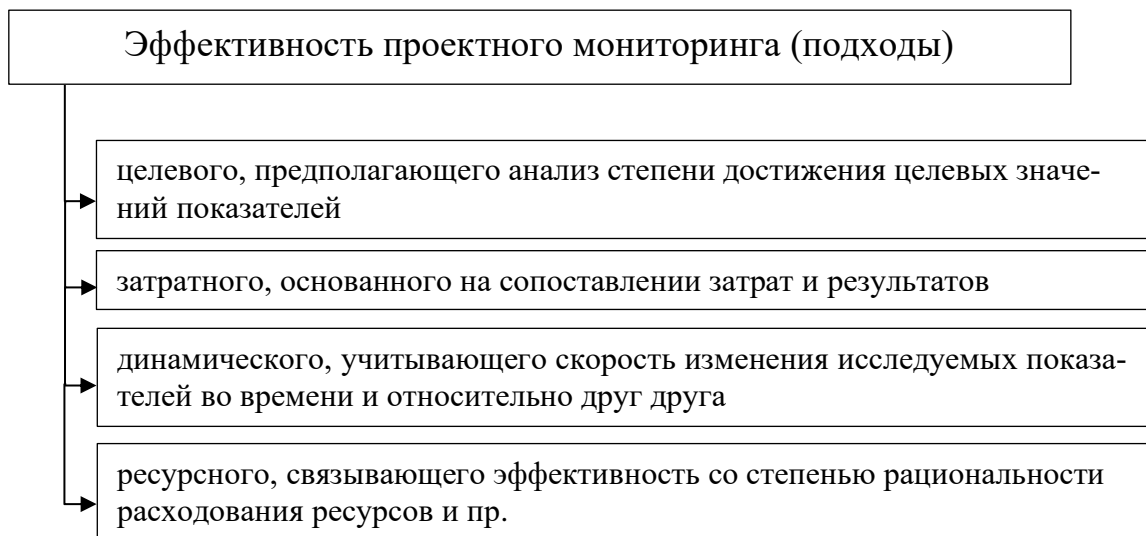 Эффективность проектного мониторинга (подходы)
целевого, предполагающего анализ степени достижения целевых значе-
ний показателей
затратного, основанного на сопоставлении затрат и результатов
динамического, учитывающего скорость изменения исследуемых показа-
телей во времени и относительно друг друга
ресурсного, связывающего эффективность со степенью рациональности
расходования ресурсов и пр.